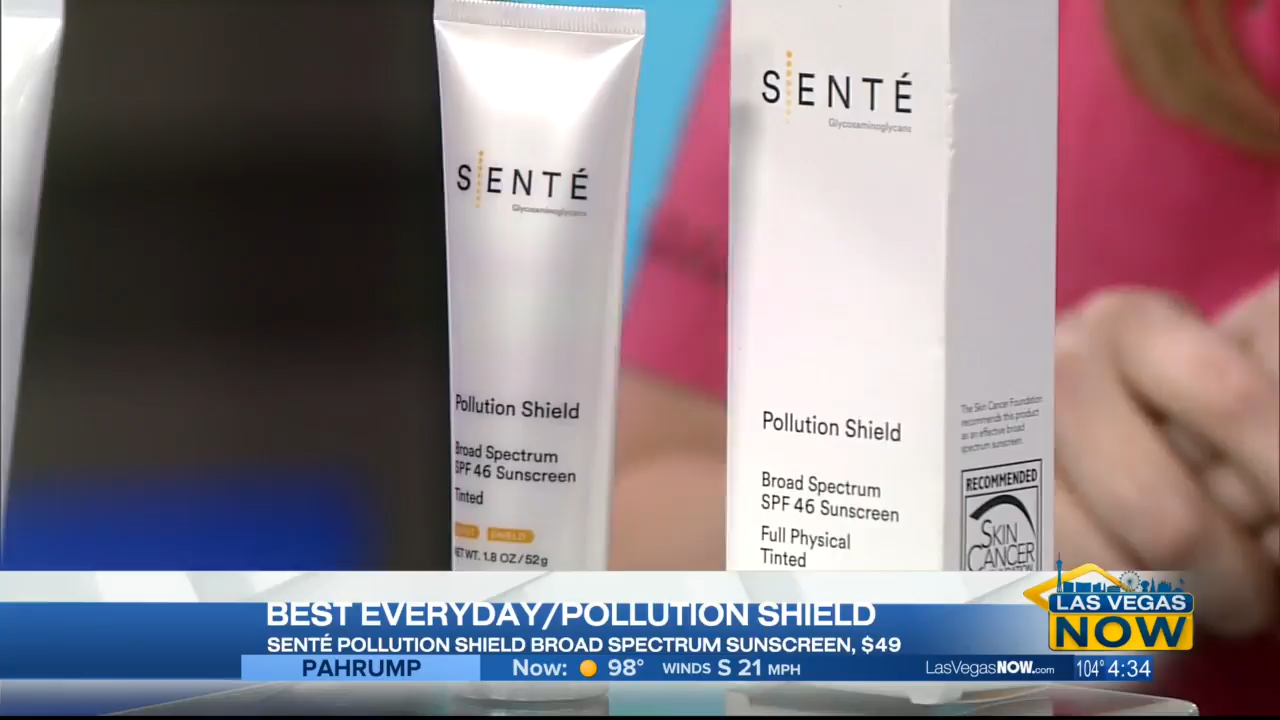 SENTÉ
Glycosaminoglycans
Pollution Shield
Broad Spectrum
SPF 46 Sunscreen
Tinted
NET WT. 1.8 OZ/52g
SENTÉ
Glycosaminoglycans
Pollution Shield
Broad Spectrum
SPF 46 Sunscreen
Full Physical
Tinted
The Skin Cancer Foundation
recommends this product
as an effective broad
spectrum sunscreen.
RECOMMENDED
SKIN
CANCER
BEST EVERYDAY/POLLUTION SHIELD
SENTÉ POLLUTION SHIELD BROAD SPECTRUM SUNSCREEN, $49
PAHRUMP Now: 98° WINDS S 21 MPH LasVegasNOW.com 104° 4:34
LAS VEGAS
NOW